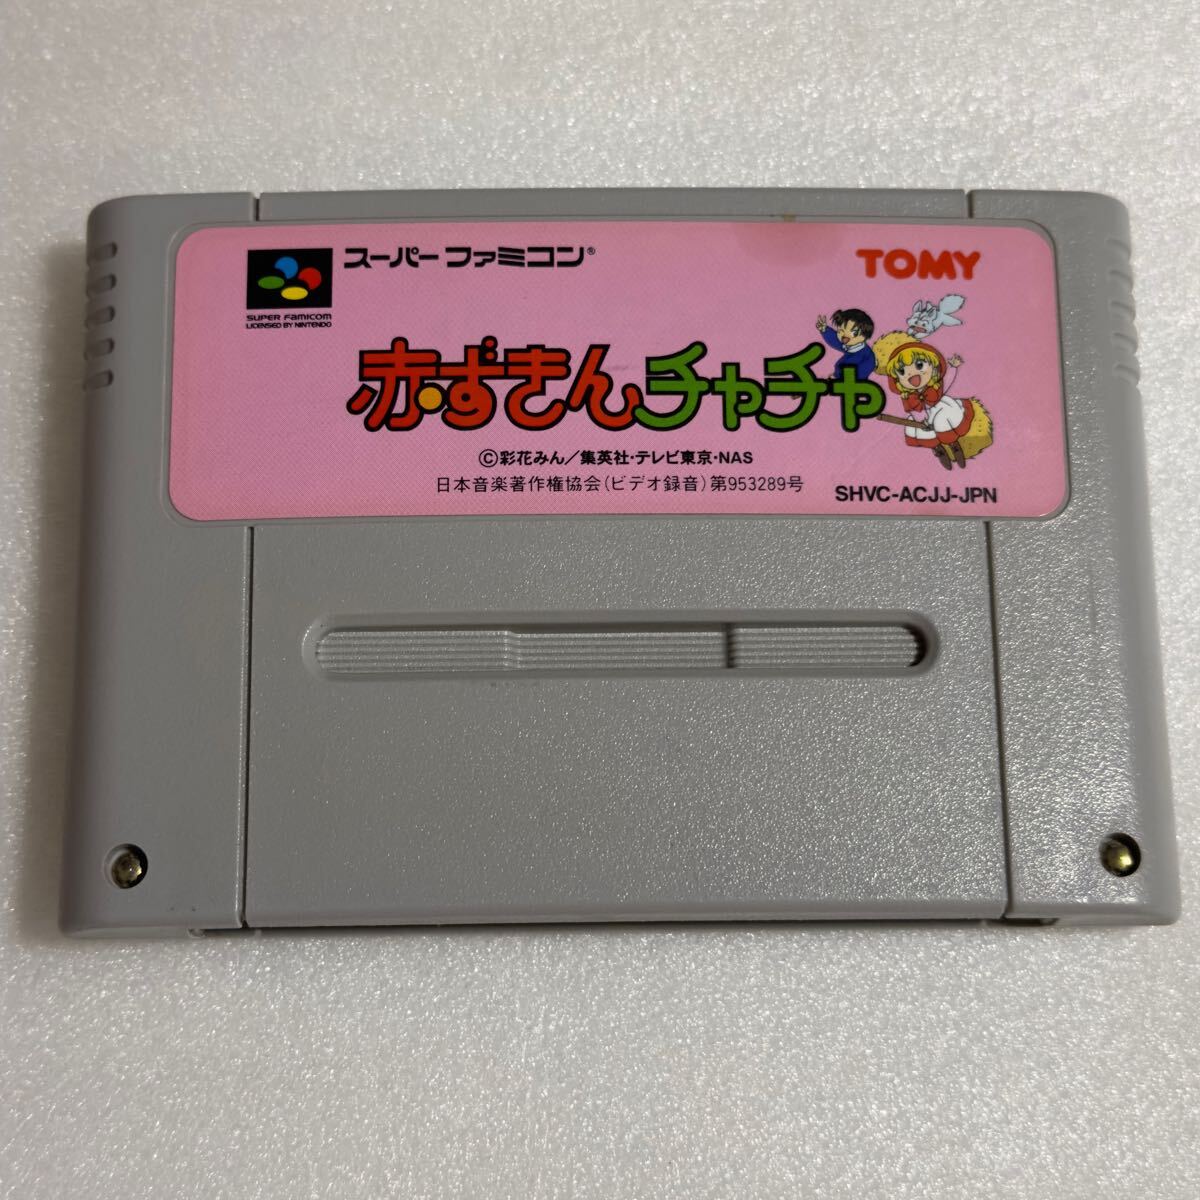 スーパーファミコン®
TOMY
SUPER FAMICOM
LICENSED BY NINTENDO
赤ずきんチャチャ
©彩花みん／集英社・テレビ東京・NAS
日本音楽著作権協会(ビデオ録音)第953289号
SHVC-ACJJ-JPN